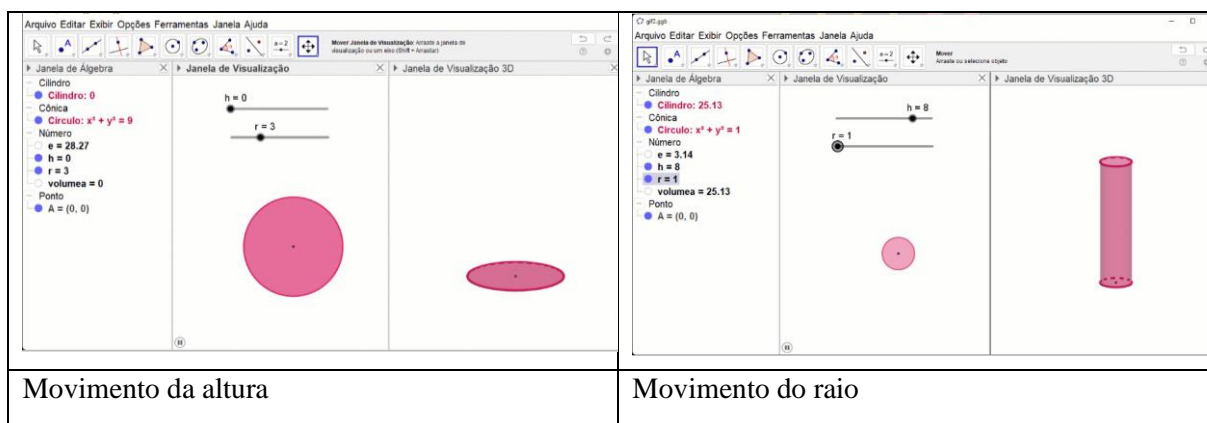 Arquivo Editar Exibir Opções Ferramentas Janela Ajuda
a=2
Mover Janela de Visualização: Arraste a janela de
visualização ou um eixo (Shift + Arrastar)
Janela de Álgebra
Janela de Visualização
Janela de Visualização 3D
Cilindro
Cilindro: 0
Cônica
Círculo: x² + y² = 9
Número
e = 28.27
h = 0
r = 3
volumea = 0
Ponto
A = (0, 0)
h = 0
r = 3
Movimento da altura
gif2.ggb
Arquivo Editar Exibir Opções Ferramentas Janela Ajuda
a=2
Mover
Arraste ou selecione objeto
Janela de Álgebra
Janela de Visualização
Janela de Visualização 3D
Cilindro
Cilindro: 25.13
Cônica
Círculo: x² + y² = 1
Número
e = 3.14
h = 8
r = 1
volumea = 25.13
Ponto
A = (0, 0)
h = 8
r = 1
Movimento do raio